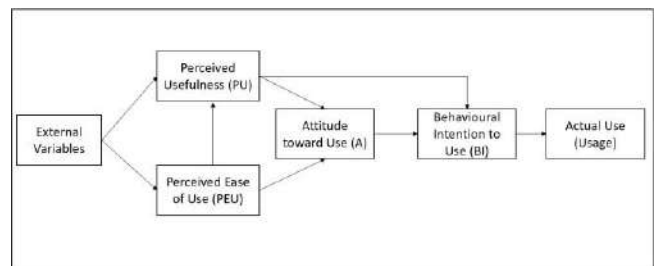 Perceived
Usefulness (PU)
External
Variables
Attitude
toward Use (A)
Behavioural
Intention to
Use (BI)
Actual Use
(Usage)
Perceived Ease
of Use (PEU)